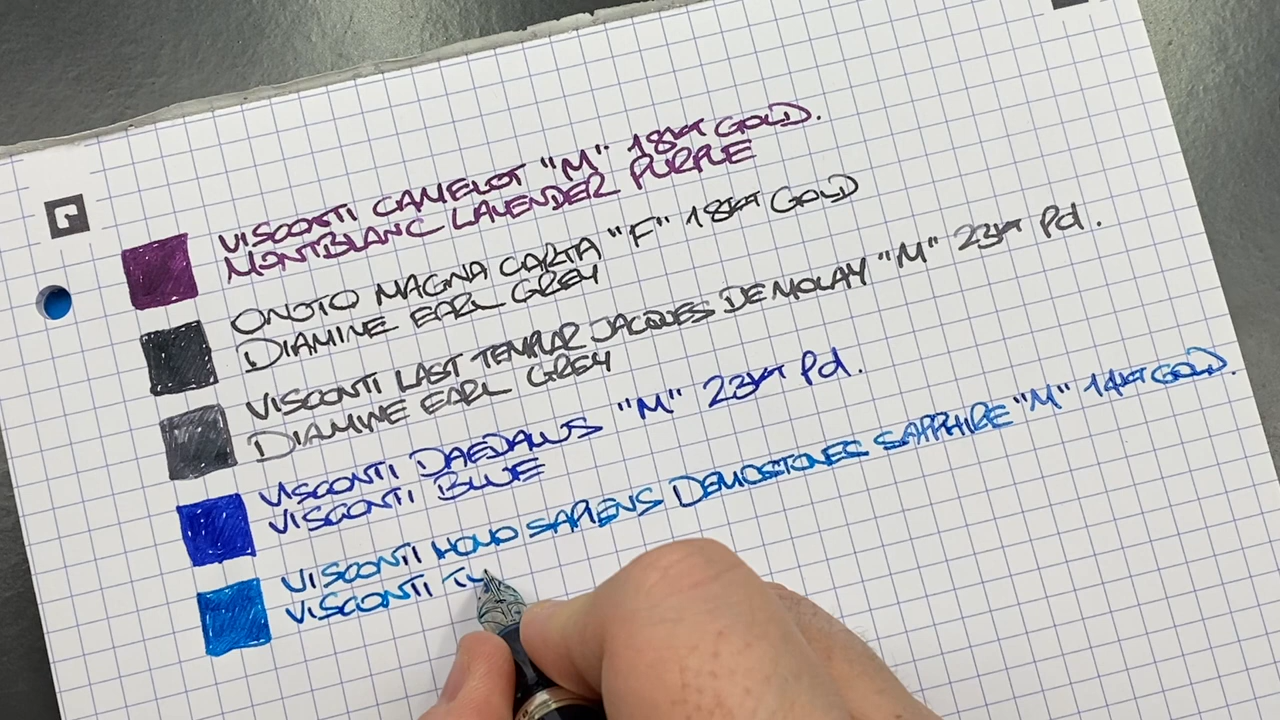 VISCONTI CAMELOT "M" 18KT GOLD.
MONTBLANC LAVENDER PURPLE
ONOTO MAGNA CARTA "F" 18KT GOLD
DIAMINE EARL GREY
VISCONTI LAST TEMPLAR JACQUES DEMOLAY "M" 23KT Pd.
DIAMINE EARL GREY
VISCONTI DAEDALUS "M" 23KT Pd.
VISCONTI BLUE
VISCONTI HOMO SAPIENS DEMOSTONES SAPPHIRE "M" 14KT GOLD.
VISCONTI TU